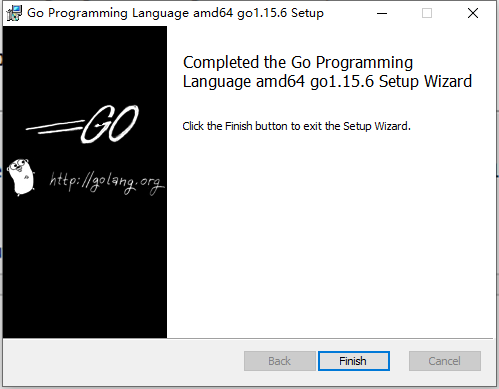 Go Programming Language amd64 go1.15.6 Setup
Completed the Go Programming
Language amd64 go1.15.6 Setup Wizard
Click the Finish button to exit the Setup Wizard.
GO
http://golang.org
Back
Finish
Cancel